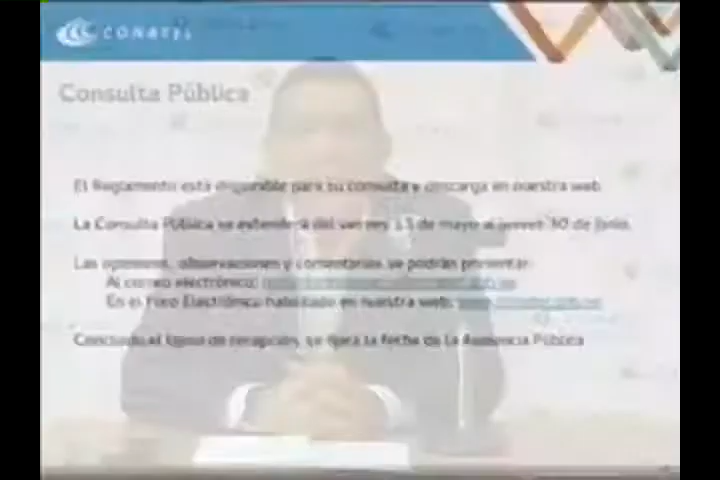 CONATEL
Consulta Pública
El Reglamento está disponible para su consulta y descarga en nuestra web
La Consulta Pública se extenderá del viernes 13 de mayo al jueves 30 de junio.
Las opiniones, observaciones y comentarios se podrán presentar:
Al correo electrónico:
En el Foro Electrónico habilitado en nuestra web:
Concluido el lapso de recepción, se fijará la fecha de la Audiencia Pública